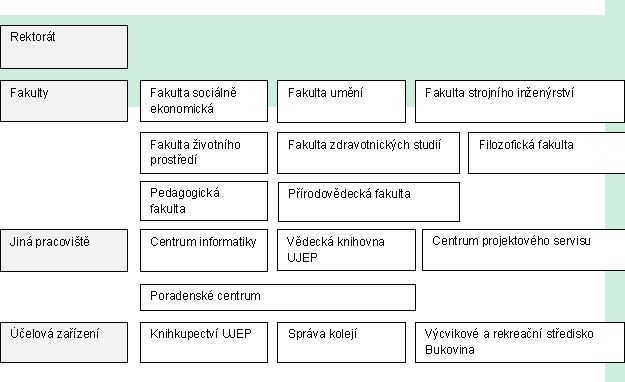 Rektorát
Fakulty
Fakulta sociálně
ekonomická
Fakulta umění
Fakulta strojního inženýrství
Fakulta životního
prostředí
Fakulta zdravotnických studií
Filozofická fakulta
Pedagogická
fakulta
Přírodovědecká fakulta
Jiná pracoviště
Centrum informatiky
Vědecká knihovna
UJEP
Centrum projektového servisu
Poradenské centrum
Účelová zařízení
Knihkupectví UJEP
Správa kolejí
Výcvikové a rekreační středisko
Bukovina